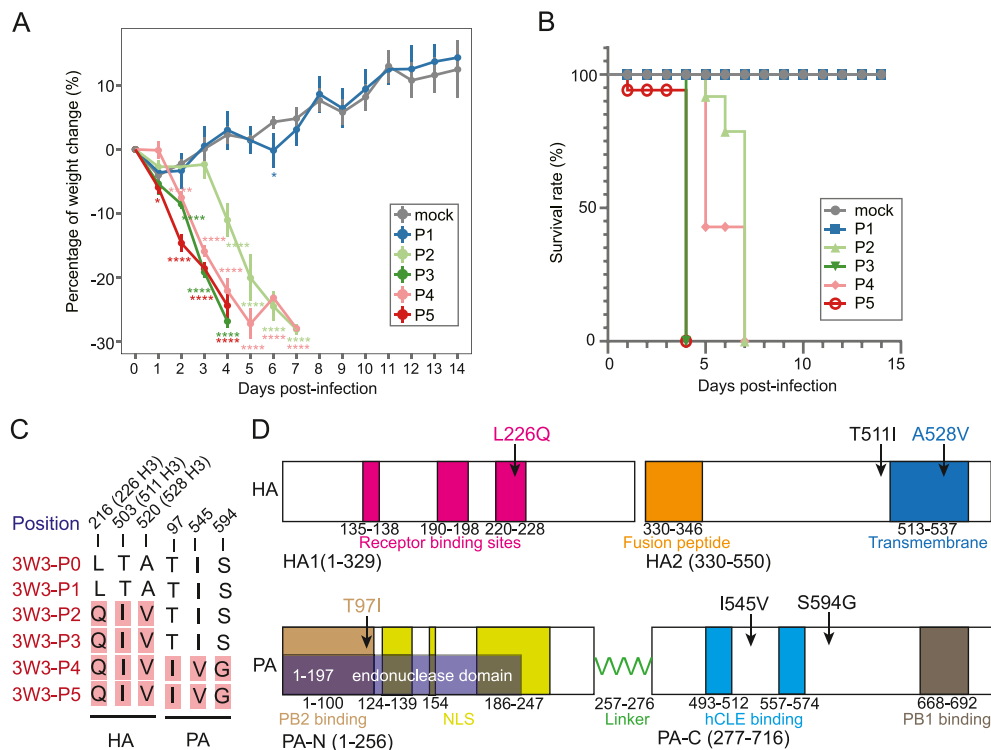 A
Percentage of weight change (%)
10
0
-10
-20
-30
*
****
****
****
****
****
****
****
****
****
****
****
****
****
****
*
mock
P1
P2
P3
P4
P5
0 1 2 3 4 5 6 7 8 9 10 11 12 13 14
Days post-infection
B
Survival rate (%)
100
50
0
mock
P1
P2
P3
P4
P5
0 5 10 15
Days post-infection
C
216 (226 H3)
503 (511 H3)
520 (528 H3)
97
545
594
Position
3W3-P0 L T A T I S
3W3-P1 L T A T I S
3W3-P2 Q I V T I S
3W3-P3 Q I V T I S
3W3-P4 Q I V I V G
3W3-P5 Q I V I V G
HA PA
D
L226Q T511I A528V
HA
135-138 190-198 220-228 330-346 513-537
Receptor binding sites Fusion peptide Transmembrane
HA1(1-329) HA2 (330-550)
T97I I545V S594G
PA
1-197 endonuclease domain
1-100 124-139 154 186-247 257-276 493-512 557-574 668-692
PB2 binding NLS Linker hCLE binding PB1 binding
PA-N (1-256) PA-C (277-716)